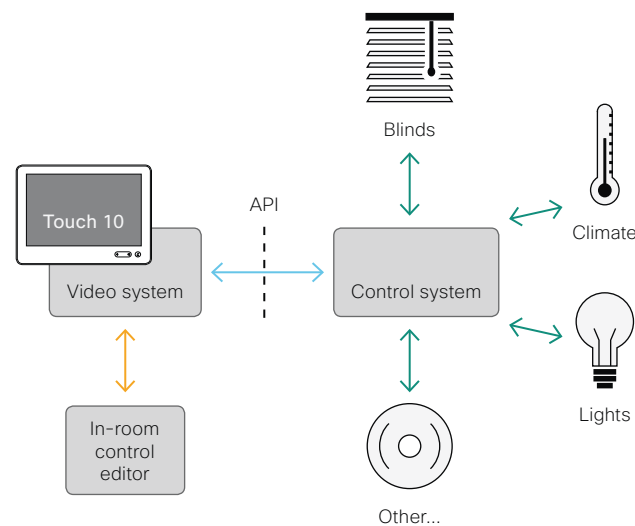 Blinds
Touch 10
API
Climate
Video system
Control system
In-room
control
editor
Lights
Other...